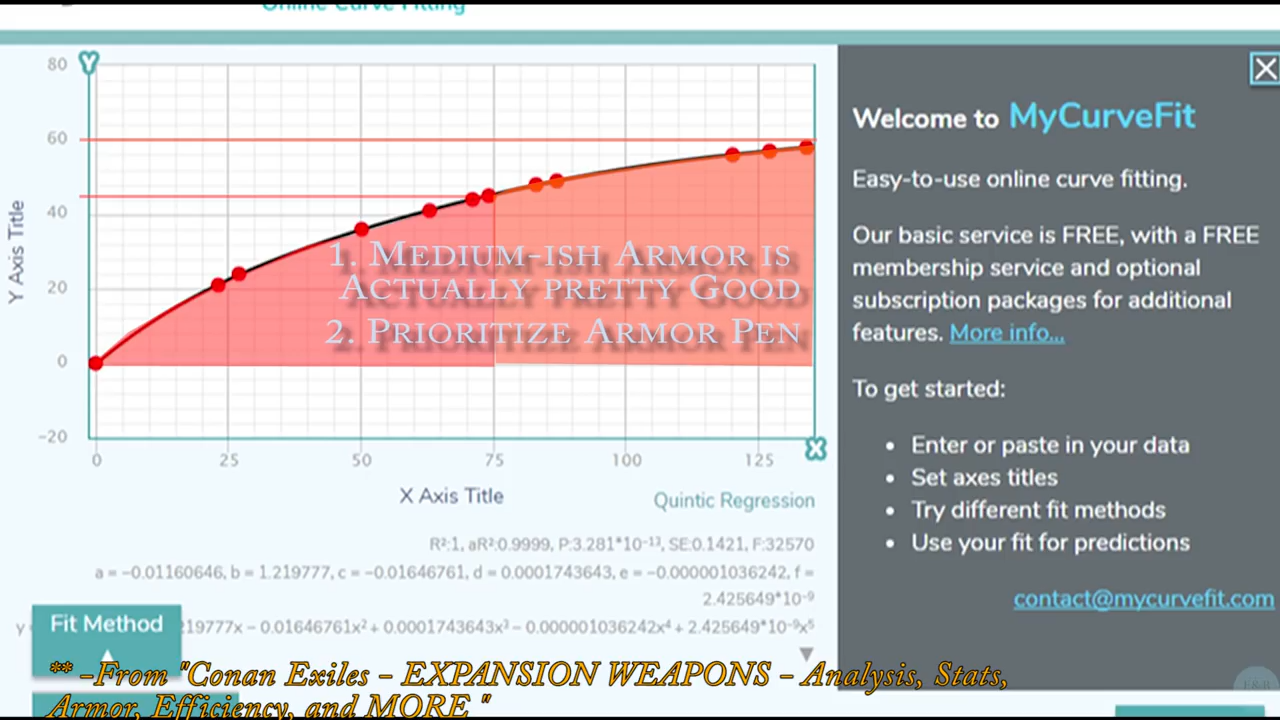 Online Curve Fitting
80
Y
60
40
20
0
-20
0 25 50 75 100 125
X
Y Axis Title
X Axis Title
1. Medium-ish Armor is
Actually pretty Good
2. Prioritize Armor Pen
Quintic Regression
R²:1, aR²:0.9999, P:3.281*10⁻¹³, SE:0.1421, F:32570
a = −0.01160646, b = 1.219777, c = −0.01646761, d = 0.0001743643, e = −0.000001036242, f =
2.425649*10⁻⁹
y 219777x − 0.01646761x² + 0.0001743643x³ − 0.000001036242x⁴ + 2.425649*10⁻⁹x⁵
Fit Method
** -From "Conan Exiles - EXPANSION WEAPONS - Analysis, Stats,
Armor, Efficiency, and MORE "
Welcome to MyCurveFit
Easy-to-use online curve fitting.
Our basic service is FREE, with a FREE
membership service and optional
subscription packages for additional
features. More info...
To get started:
• Enter or paste in your data
• Set axes titles
• Try different fit methods
• Use your fit for predictions
contact@mycurvefit.com
E&R